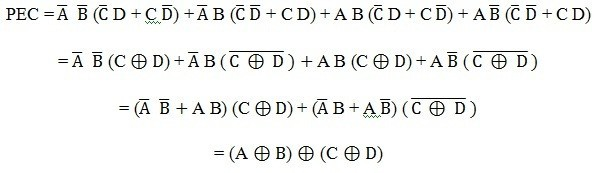 PEC = A̅ B̅ (C̅ D + C D̅) + A̅ B (C̅ D̅ + C D) + A B (C̅ D + C D̅) + A B̅ (C̅ D̅ + C D)
= A̅ B̅ (C ⊕ D) + A̅ B ( C̅ ̅⊕̅ ̅D̅ ) + A B (C ⊕ D) + A B̅ ( C̅ ̅⊕̅ ̅D̅ )
= (A̅ B̅ + A B) (C ⊕ D) + (A̅ B + A B̅) ( C̅ ̅⊕̅ ̅D̅ )
= (A ⊕ B) ⊕ (C ⊕ D)